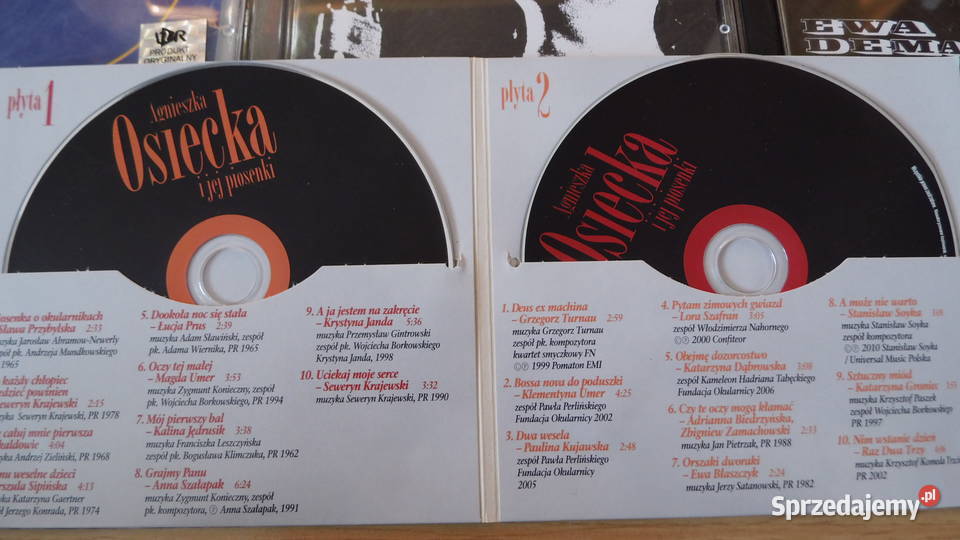 PRODUKT
ORYGINALNY
EWA
DEMA
płyta 1
Agnieszka
Osiecka
i jej piosenki
osenka o okularnikach
Sława Przybylska 2:33
muzyka Jarosław Abramow-Newerly
pół pk. Andrzeja Mundkowskiego
1965
każdy chłopiec
edzieć powinien
Seweryn Krajewski 2:15
muzyka Seweryn Krajewski, PR 1978
całuj mnie pierwsza
kaldowie 4:04
muzyka Andrzej Zieliński, PR 1968
mu weselne dzieci
rszula Sipińska 4:13
muzyka Katarzyna Gaertner
ół Jerzego Konrada, PR 1974
5. Dookoła noc się stała
– Łucja Prus 2:39
muzyka Adam Sławiński, zespół
pk. Adama Wiernika, PR 1965
6. Oczy tej małej
– Magda Umer 3:53
muzyka Zygmunt Konieczny, zespół
pk. Wojciecha Borkowskiego, PR 1994
7. Mój pierwszy bal
– Kalina Jędrusik 3:38
muzyka Franciszka Leszczyńska
zespół pk. Bogusława Klimczuka, PR 1962
8. Grajmy Panu
– Anna Szałapak 6:24
muzyka Zygmunt Konieczny, zespół
pk. kompozytora, Ⓟ Anna Szałapak, 1991
9. A ja jestem na zakręcie
– Krystyna Janda 5:36
muzyka Przemysław Gintrowski
zespół pk. Wojciecha Borkowskiego
Krystyna Janda, 1998
10. Uciekaj moje serce
– Seweryn Krajewski 3:32
muzyka Seweryn Krajewski, PR 1990
płyta 2
Agnieszka
Osiecka
i jej piosenki
1. Deus ex machina
– Grzegorz Turnau 2:59
muzyka Grzegorz Turnau
zespół pk. kompozytora
kwartet smyczkowy FN
Ⓟ © 1999 Pomaton EMI
2. Bossa nova do poduszki
– Klementyna Umer 4:25
zespół Pawła Perlińskiego
Fundacja Okularnicy 2002
3. Dwa wesela
– Paulina Kujawska 2:48
zespół Pawła Perlińskiego
Fundacja Okularnicy
2005
4. Pytam zimowych gwiazd
– Lora Szafran 3:05
zespół Włodzimierza Nahornego
Ⓟ © 2000 Confiteor
5. Obejmę dozorcostwo
– Katarzyna Dąbrowska 3:08
zespół Kameleon Hadriana Tabęckiego
Fundacja Okularnicy 2006
6. Czy te oczy mogą kłamać
– Adrianna Biedrzyńska,
Zbigniew Zamachowski 2:33
muzyka Jan Pietrzak, PR 1988
7. Orszaki dworaki
– Ewa Błaszczyk 2:24
muzyka Jerzy Satanowski, PR 1982
8. A może nie warto
– Stanisław Soyka
muzyka Stanisław Soyka
zespół pk. kompozytora
© Ⓟ 2010 Stanisław Soyka
/ Universal Music Polska
9. Sztuczny miód
– Katarzyna Groniec
muzyka Krzysztof Paszek
zespół Wojciecha Borkowskiego
PR 1997
10. Nim wstanie dzień
– Raz Dwa Trzy
muzyka Krzysztof Komeda Trzciń
PR 2002
Sprzedajemy.pl